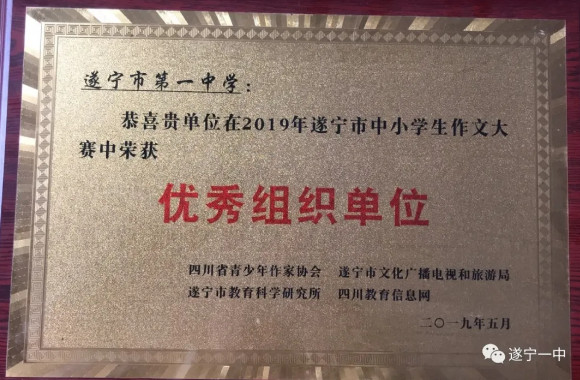 遂宁市第一中学：
恭喜贵单位在2019年遂宁市中小学生作文大
赛中荣获
优秀组织单位
四川省青少年作家协会 遂宁市文化广播电视和旅游局
遂宁市教育科学研究所 四川教育信息网
二〇一九年五月
遂宁一中